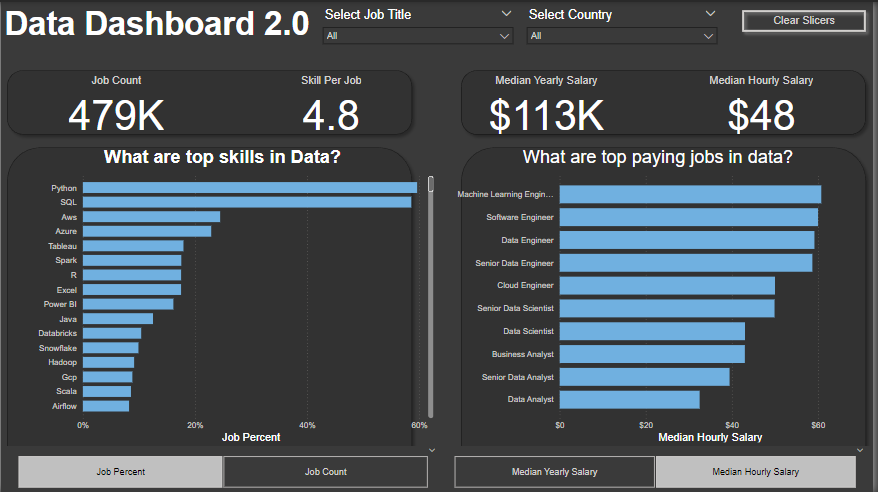 Data Dashboard 2.0
Select Job Title
All
Select Country
All
Clear Slicers
Job Count
479K
Skill Per Job
4.8
Median Yearly Salary
$113K
Median Hourly Salary
$48
What are top skills in Data?
Python
SQL
Aws
Azure
Tableau
Spark
R
Excel
Power BI
Java
Databricks
Snowflake
Hadoop
Gcp
Scala
Airflow
0% 20% 40% 60%
Job Percent
What are top paying jobs in data?
Machine Learning Engin...
Software Engineer
Data Engineer
Senior Data Engineer
Cloud Engineer
Senior Data Scientist
Data Scientist
Business Analyst
Senior Data Analyst
Data Analyst
$0 $20 $40 $60
Median Hourly Salary
Job Percent
Job Count
Median Yearly Salary
Median Hourly Salary